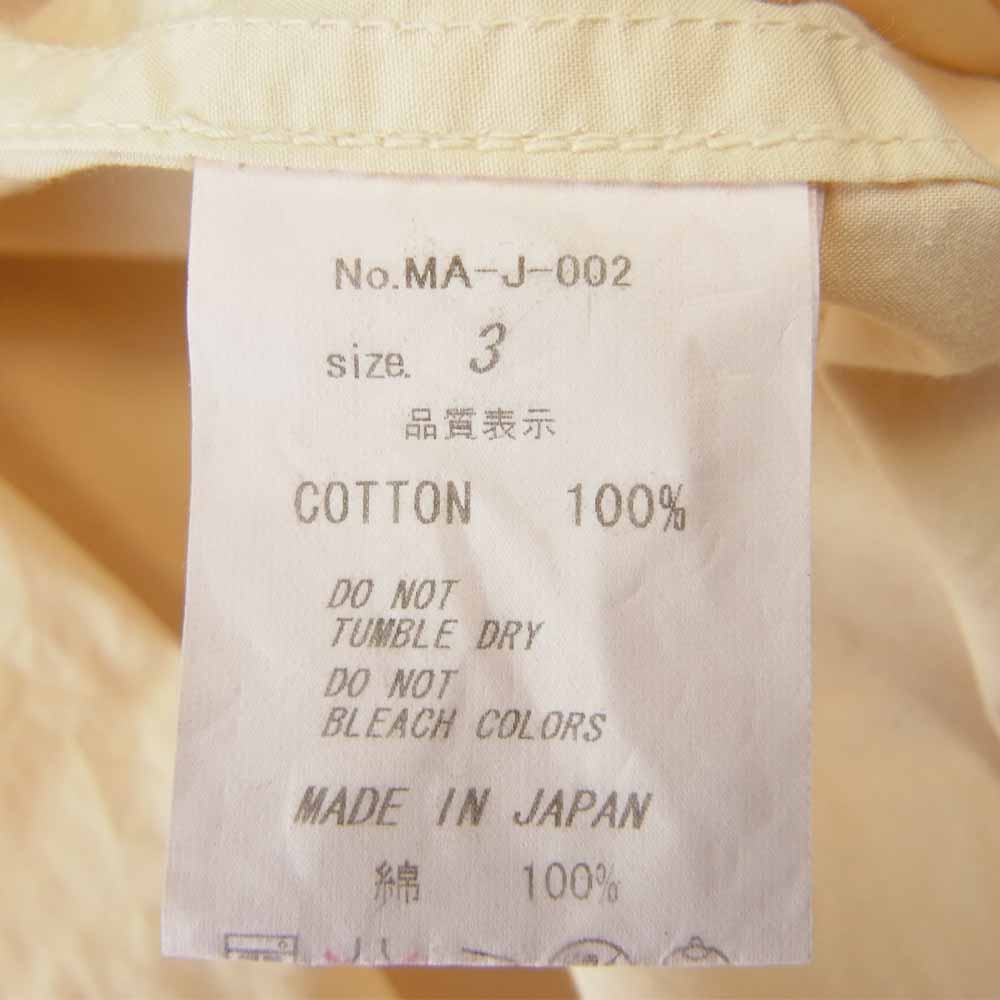 No.MA-J-002
size. 3
品質表示
COTTON 100%
DO NOT
TUMBLE DRY
DO NOT
BLEACH COLORS
MADE IN JAPAN
綿 100%